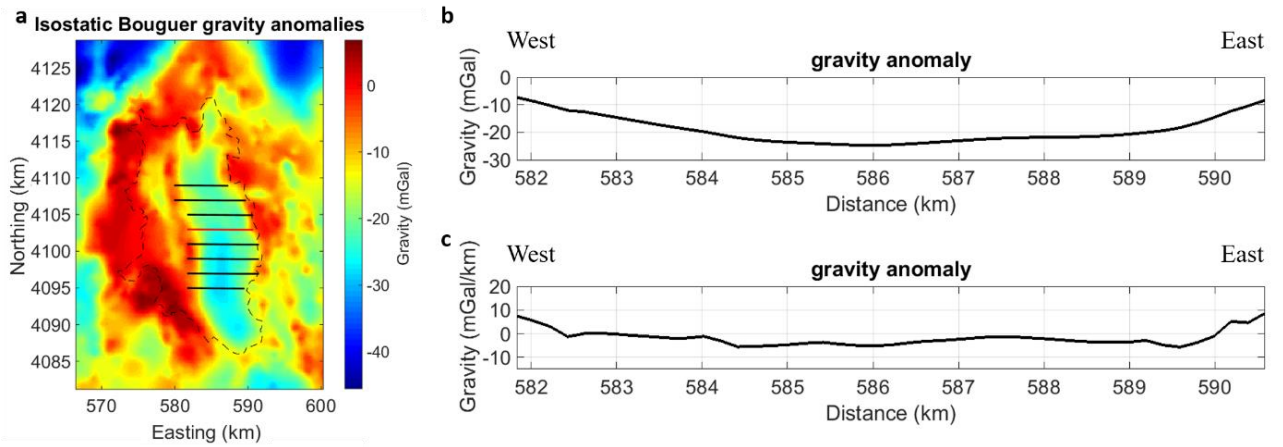 a Isostatic Bouguer gravity anomalies
4125
4120
4115
4110
4105
4100
4095
4090
4085
Northing (km)
570 580 590 600
Easting (km)
0
-10
-20
-30
-40
Gravity (mGal)
b
West East
gravity anomaly
0
-10
-20
-30
Gravity (mGal)
582 583 584 585 586 587 588 589 590
Distance (km)
c
West East
gravity anomaly
20
10
0
-10
Gravity (mGal/km)
582 583 584 585 586 587 588 589 590
Distance (km)